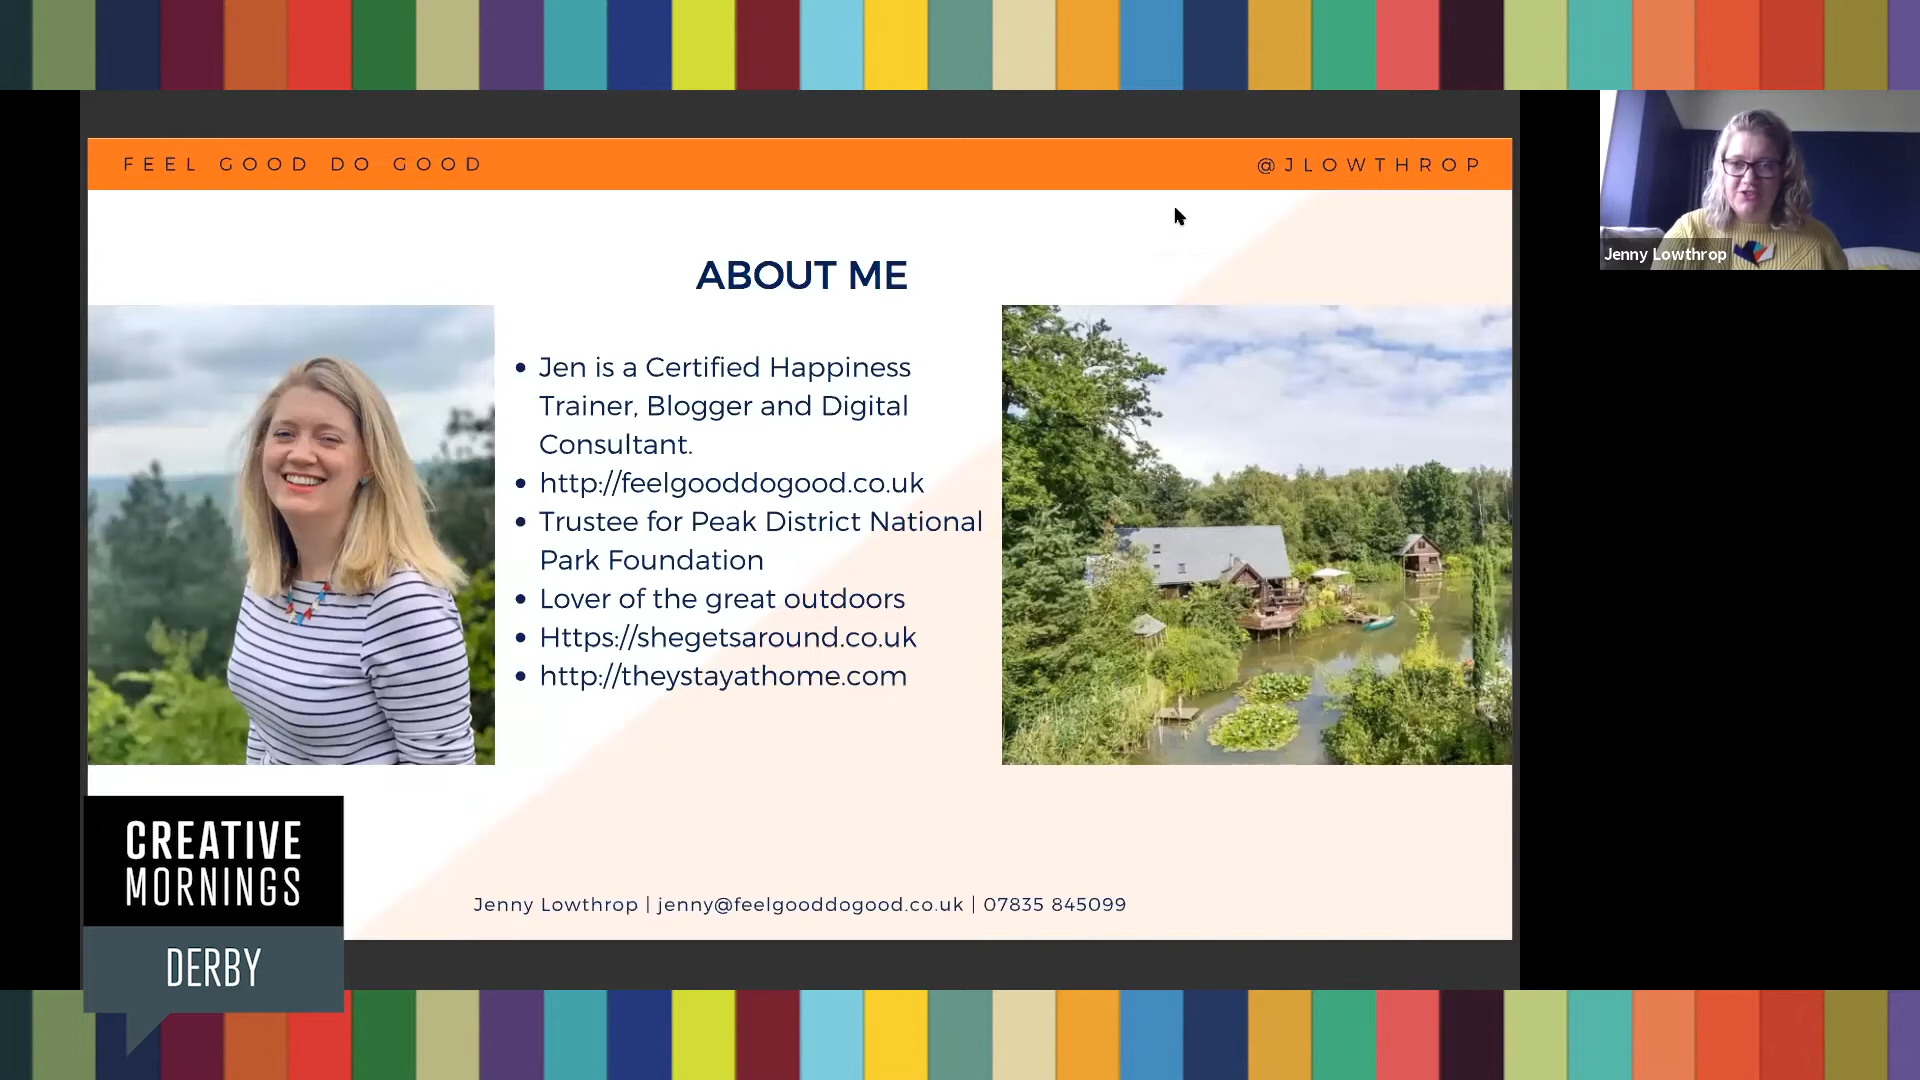 FEEL GOOD DO GOOD
@JLOWTHROP
Jenny Lowthrop
ABOUT ME
Jen is a Certified Happiness
Trainer, Blogger and Digital
Consultant.
http://feelgooddogood.co.uk
Trustee for Peak District National
Park Foundation
Lover of the great outdoors
Https://shegetsaround.co.uk
http://theystayathome.com
CREATIVE
MORNINGS
DERBY
Jenny Lowthrop | jenny@feelgooddogood.co.uk | 07835 845099